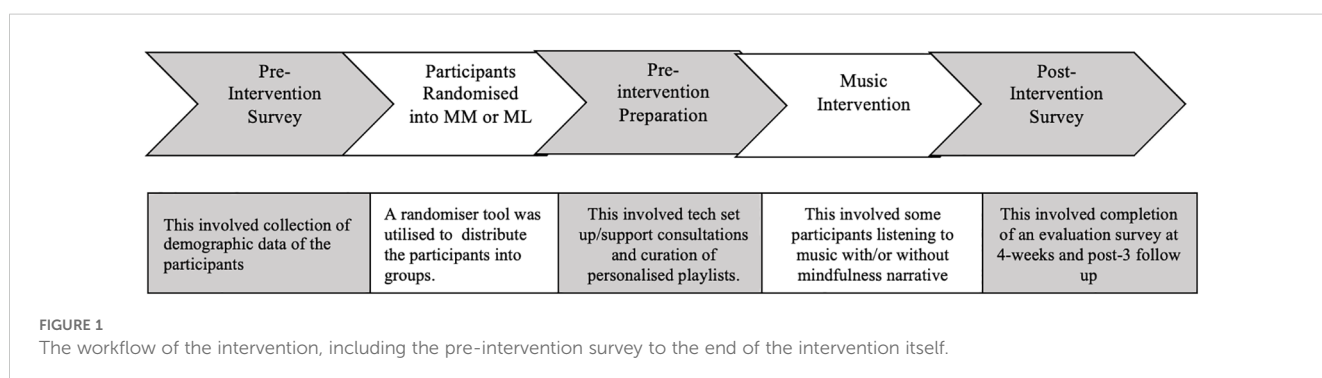 Pre-
Intervention
Survey
Participants
Randomised
into MM or ML
Pre-
intervention
Preparation
Music
Intervention
Post-
Intervention
Survey
This involved collection of
demographic data of the
participants
A randomiser tool was
utilised to distribute
the participants into
groups.
This involved tech set
up/support consultations
and curation of
personalised playlists.
This involved some
participants listening to
music with/or without
mindfulness narrative
This involved completion
of an evaluation survey at
4-weeks and post-3 follow
up
FIGURE 1
The workflow of the intervention, including the pre-intervention survey to the end of the intervention itself.